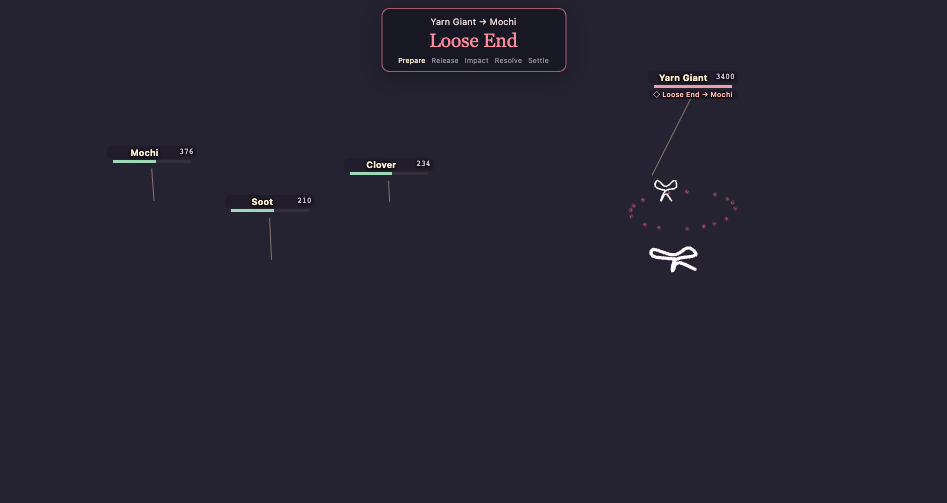 Yarn Giant → Mochi
Loose End
Prepare Release Impact Resolve Settle
Yarn Giant 3400
◇ Loose End → Mochi
Mochi 376
Clover 234
Soot 210